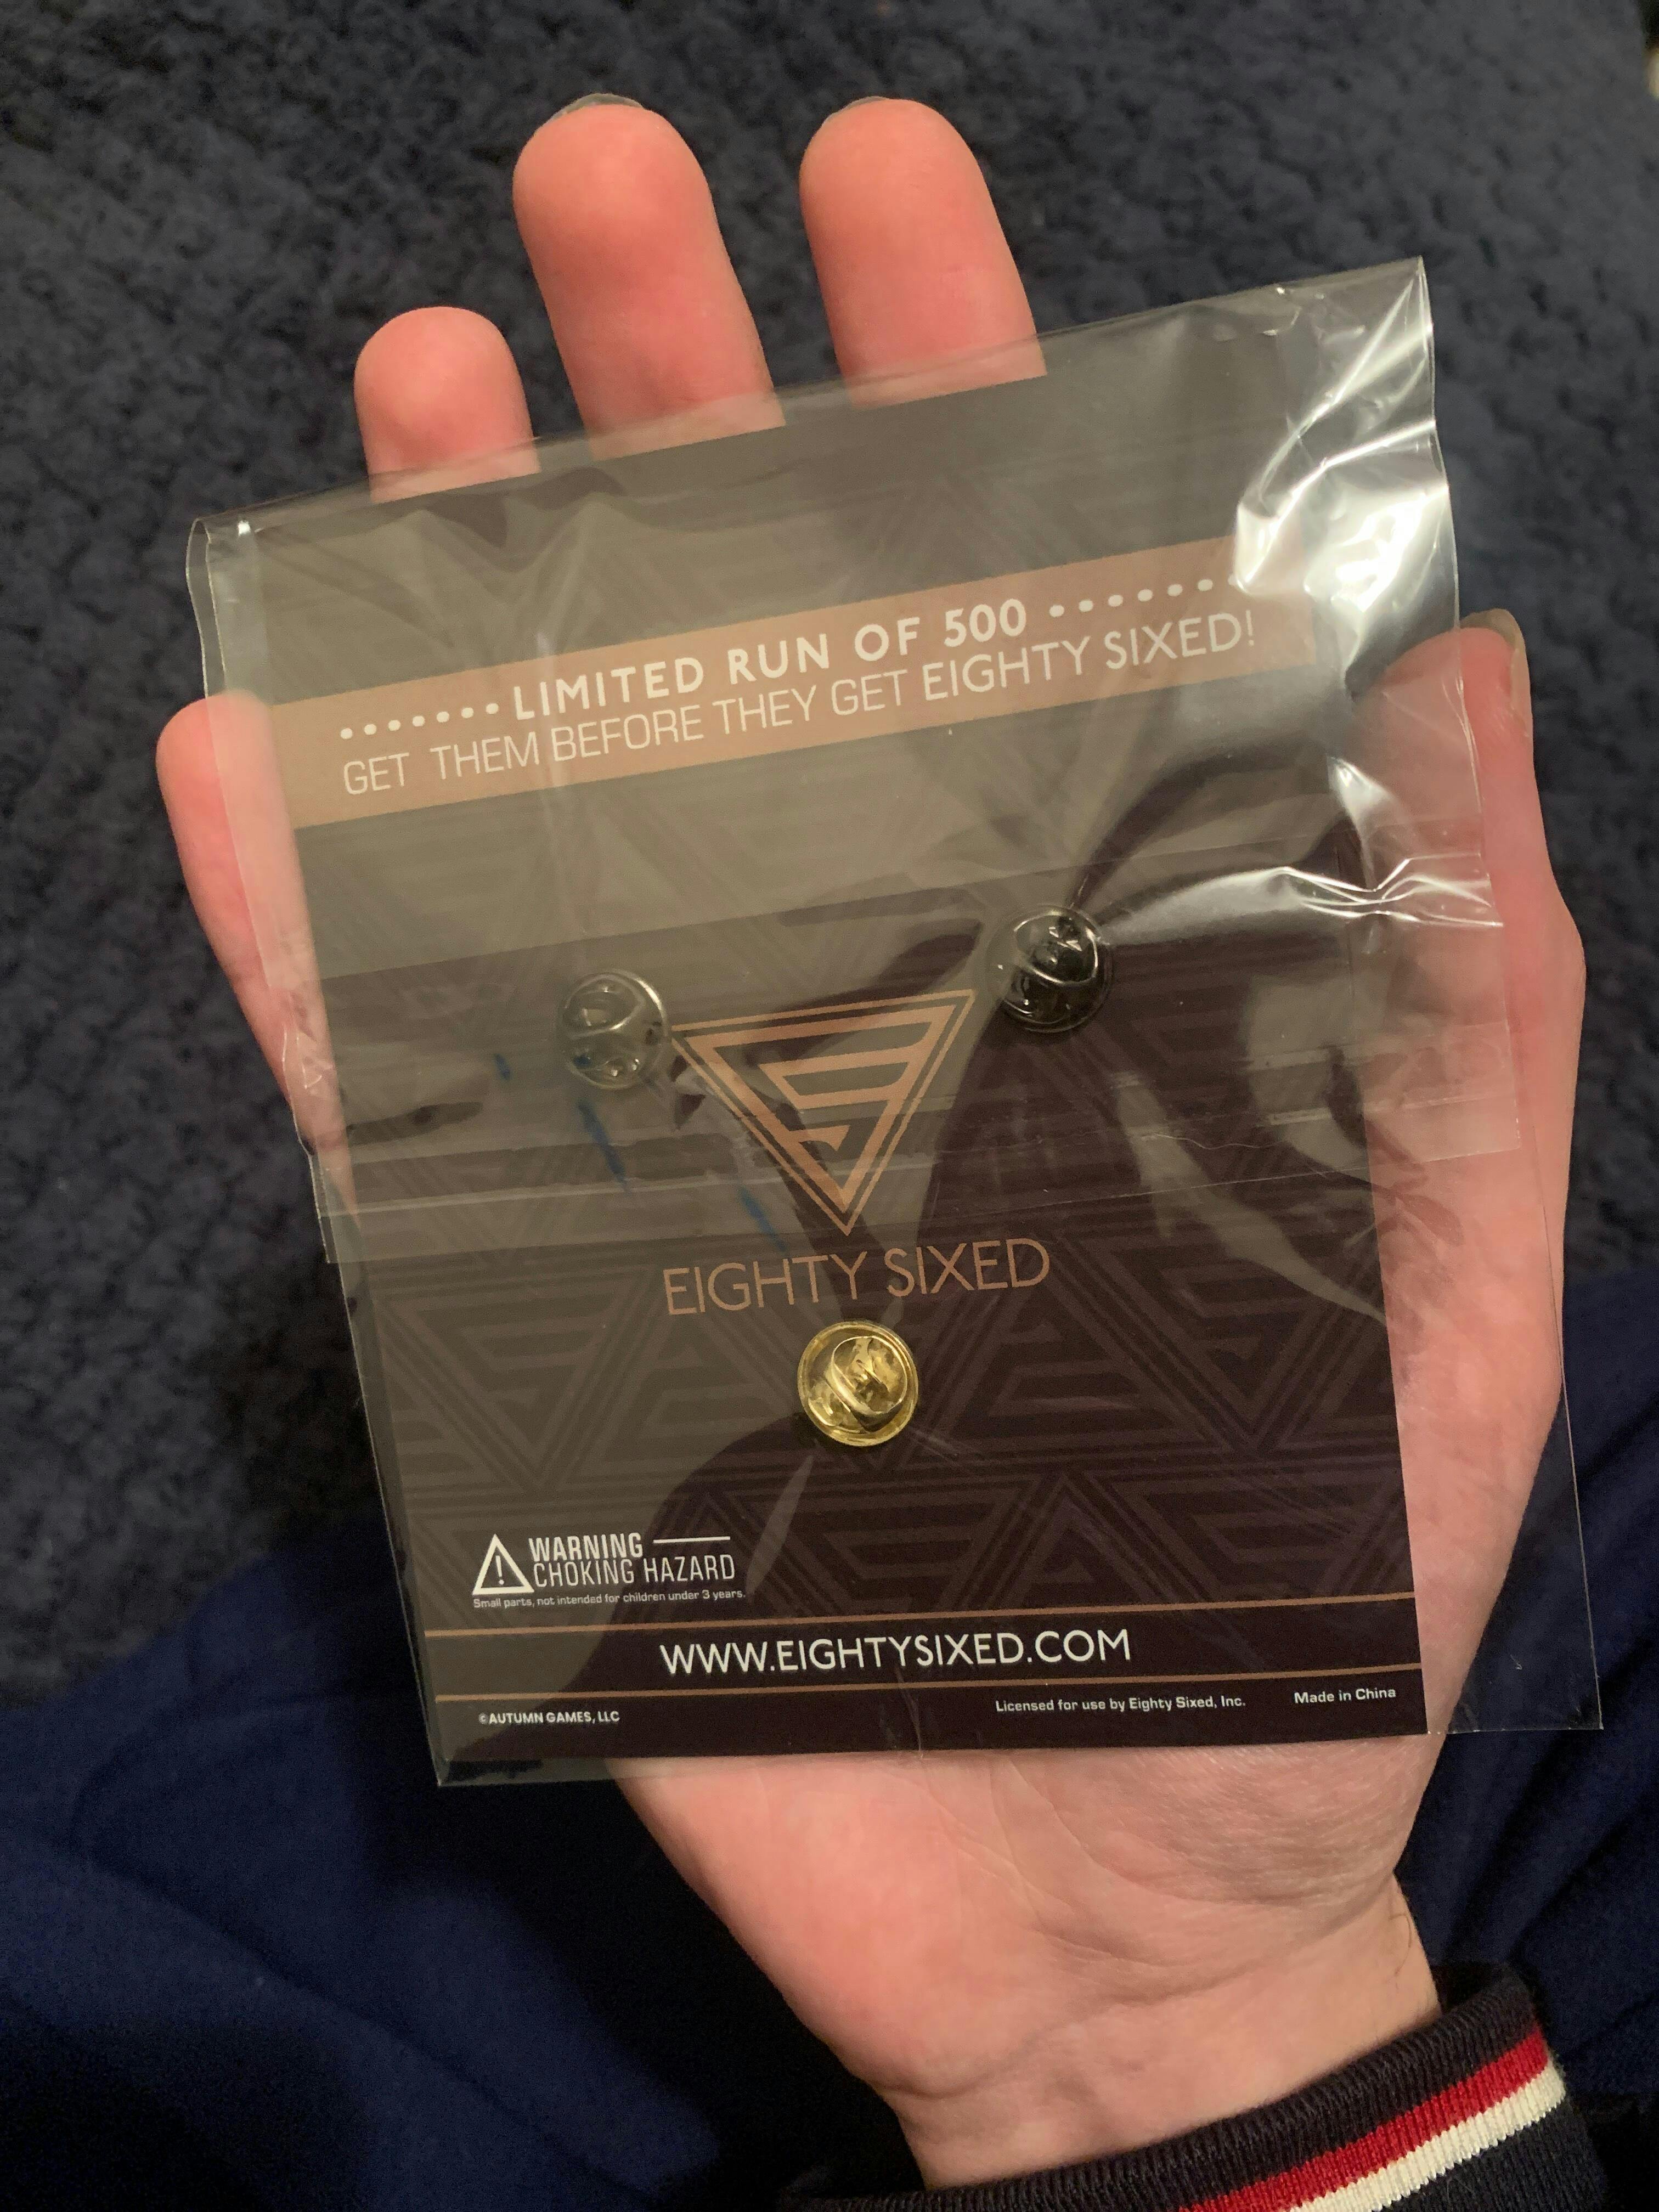 LIMITED RUN OF 500
GET THEM BEFORE THEY GET EIGHTY SIXED!
EIGHTY SIXED
WARNING
CHOKING HAZARD
Small parts, not intended for children under 3 years.
WWW.EIGHTYSIXED.COM
©AUTUMN GAMES, LLC
Licensed for use by Eighty Sixed, Inc.
Made in China